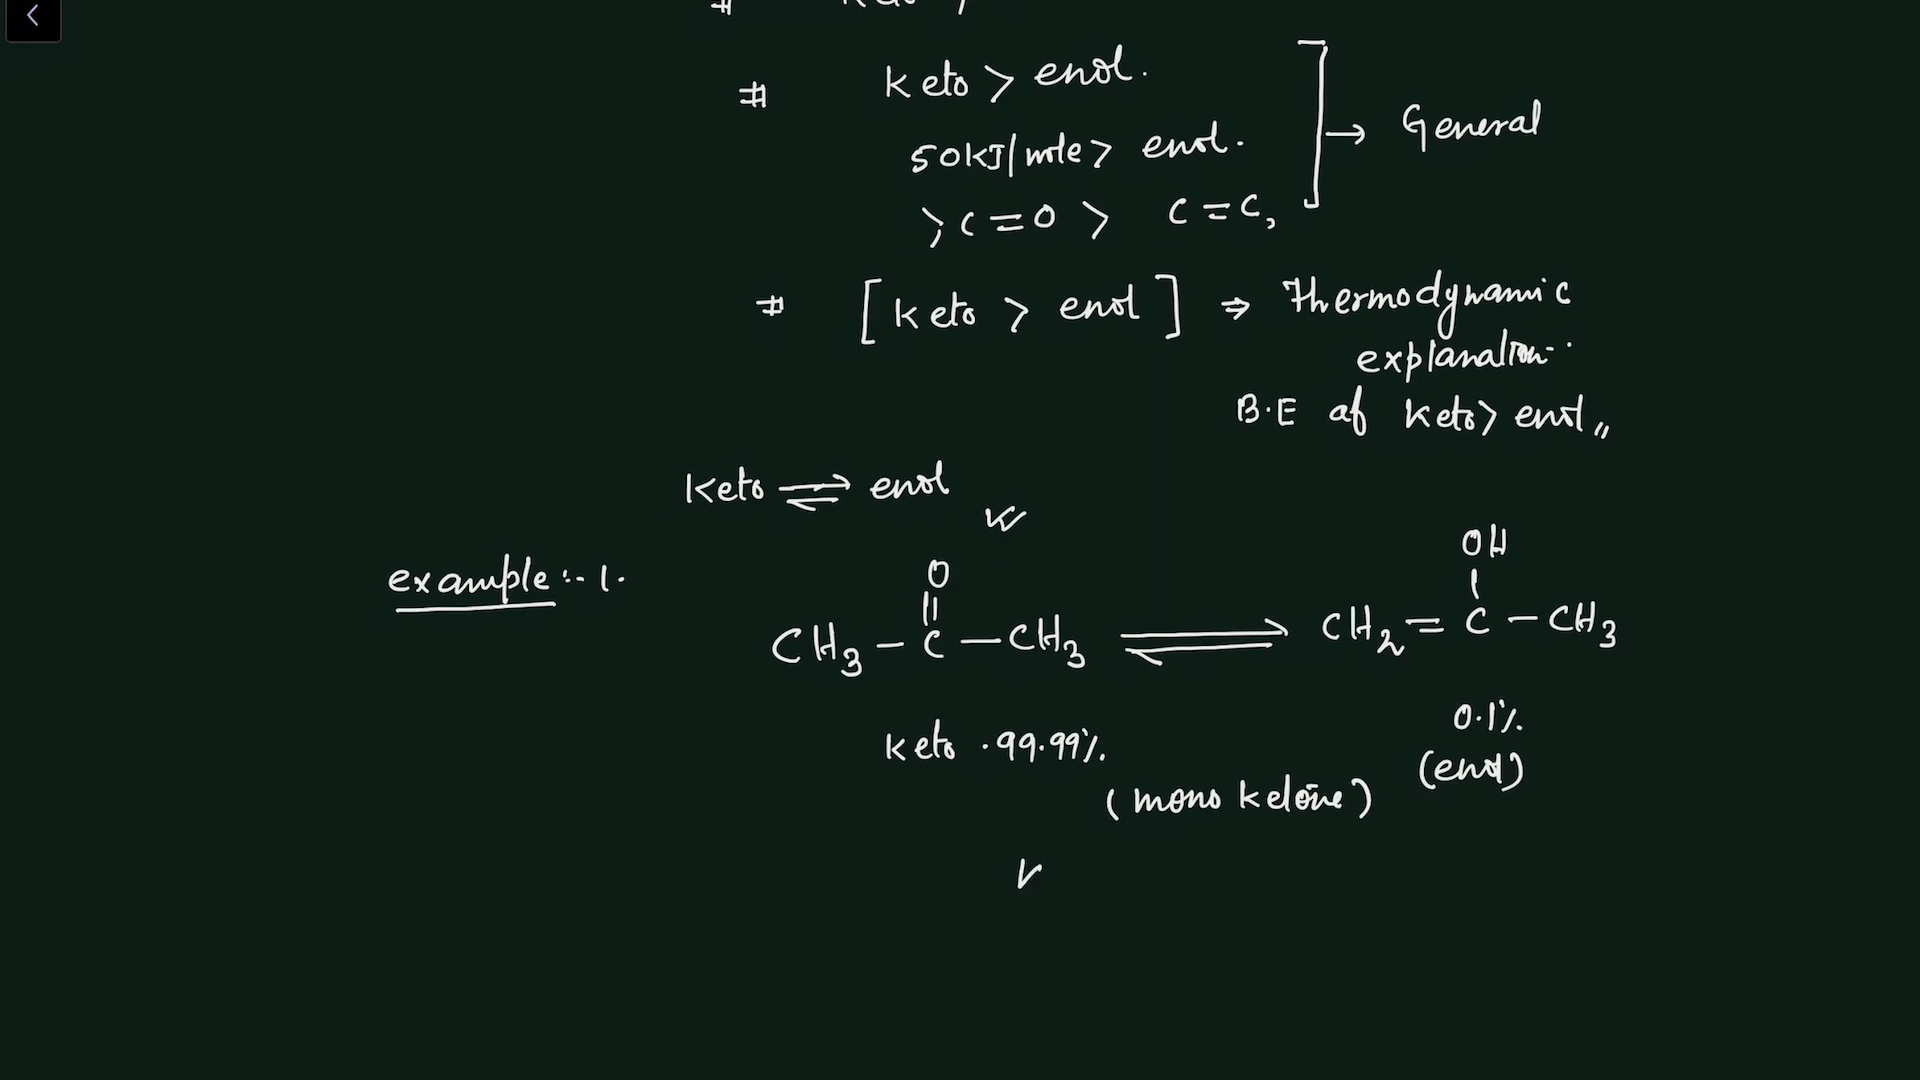 #
# keto > enol.
50KJ/mole > enol.
>C=O > C=C,
→ General
# [keto > enol] ⇒ Thermodynamic
explanation..
B.E of keto > enol,,
Keto ⇌ enol
example :- 1.
O
||
CH3 - C - CH3 ⇌ CH2 = C - CH3
OH
|
keto . 99.99%
0.1%
(enol)
(mono ketone)